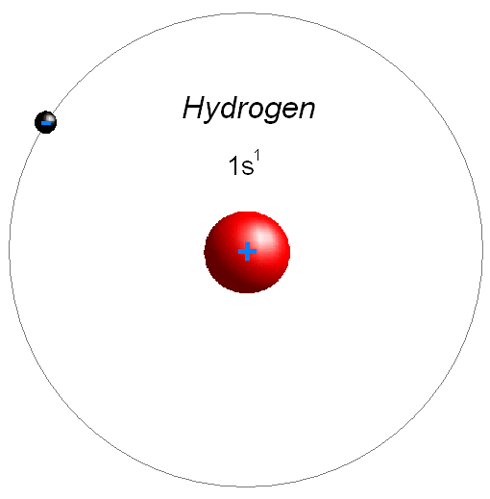 Hydrogen
1s¹
-
+